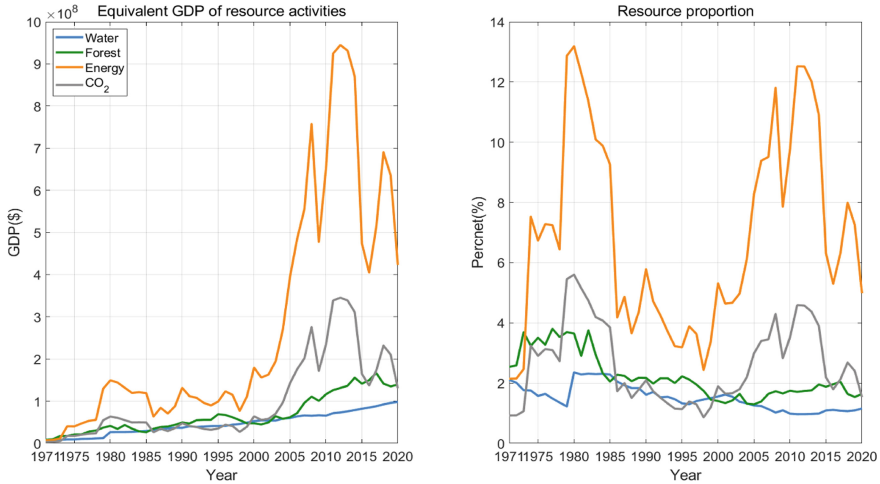 Equivalent GDP of resource activities
×10⁸
10
9
8
7
6
5
4
3
2
1
0
GDP($)
Water
Forest
Energy
CO₂
1971 1975 1980 1985 1990 1995 2000 2005 2010 2015 2020
Year
Resource proportion
14
12
10
8
6
4
2
0
Percnet(%)
1971 1975 1980 1985 1990 1995 2000 2005 2010 2015 2020
Year